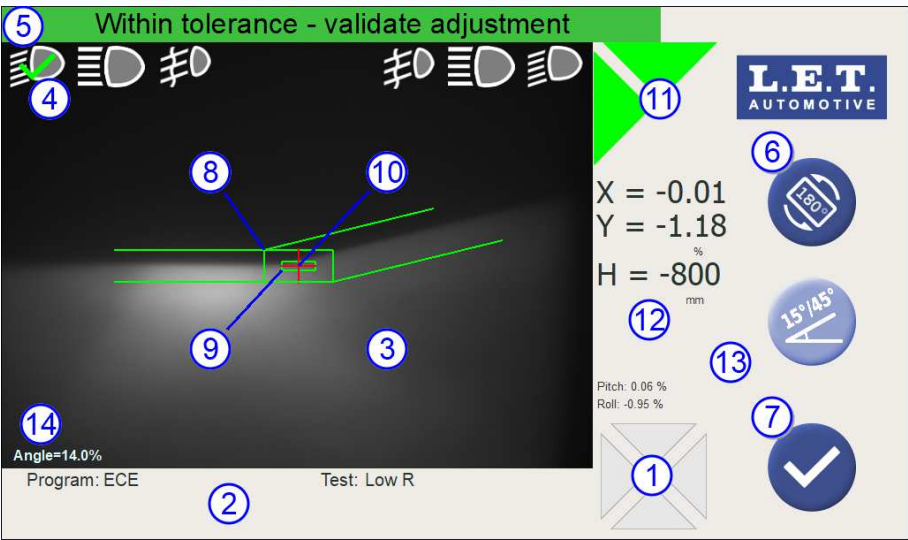 5
Within tolerance - validate adjustment
4
11
L.E.T.
AUTOMOTIVE
6
180°
8
10
X = -0.01
Y = -1.18
%
H = -800
mm
12
15°/45°
9
3
13
Pitch: 0.06 %
Roll: -0.95 %
14
Angle=14.0%
7
1
Program: ECE
Test: Low R
2